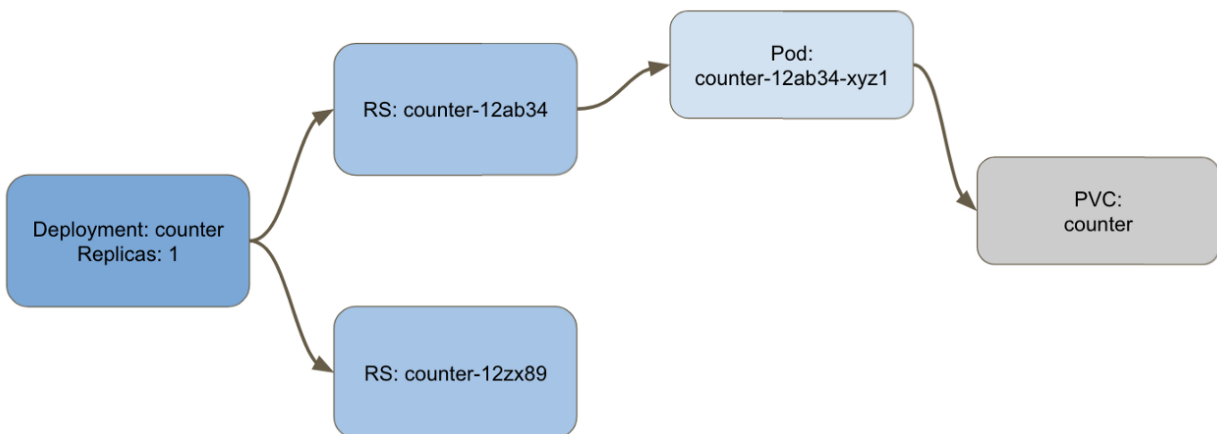 Deployment: counter
Replicas: 1
RS: counter-12ab34
RS: counter-12zx89
Pod:
counter-12ab34-xyz1
PVC:
counter